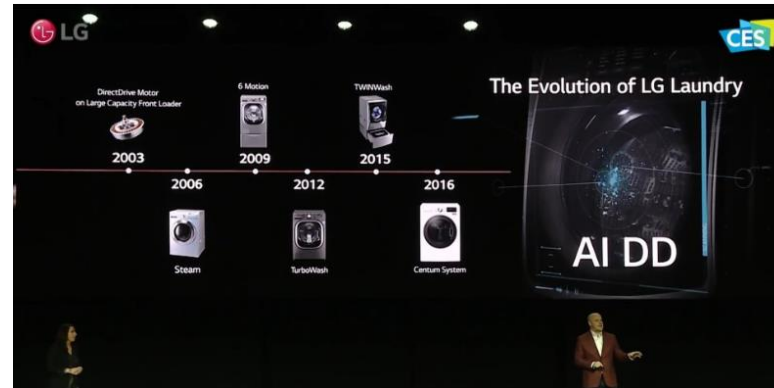 LG
CES
The Evolution of LG Laundry
DirectDrive Motor
on Large Capacity Front Loader
6 Motion
TWINWash
2003
2009
2015
2006
2012
2016
Steam
TurboWash
Centum System
AI DD